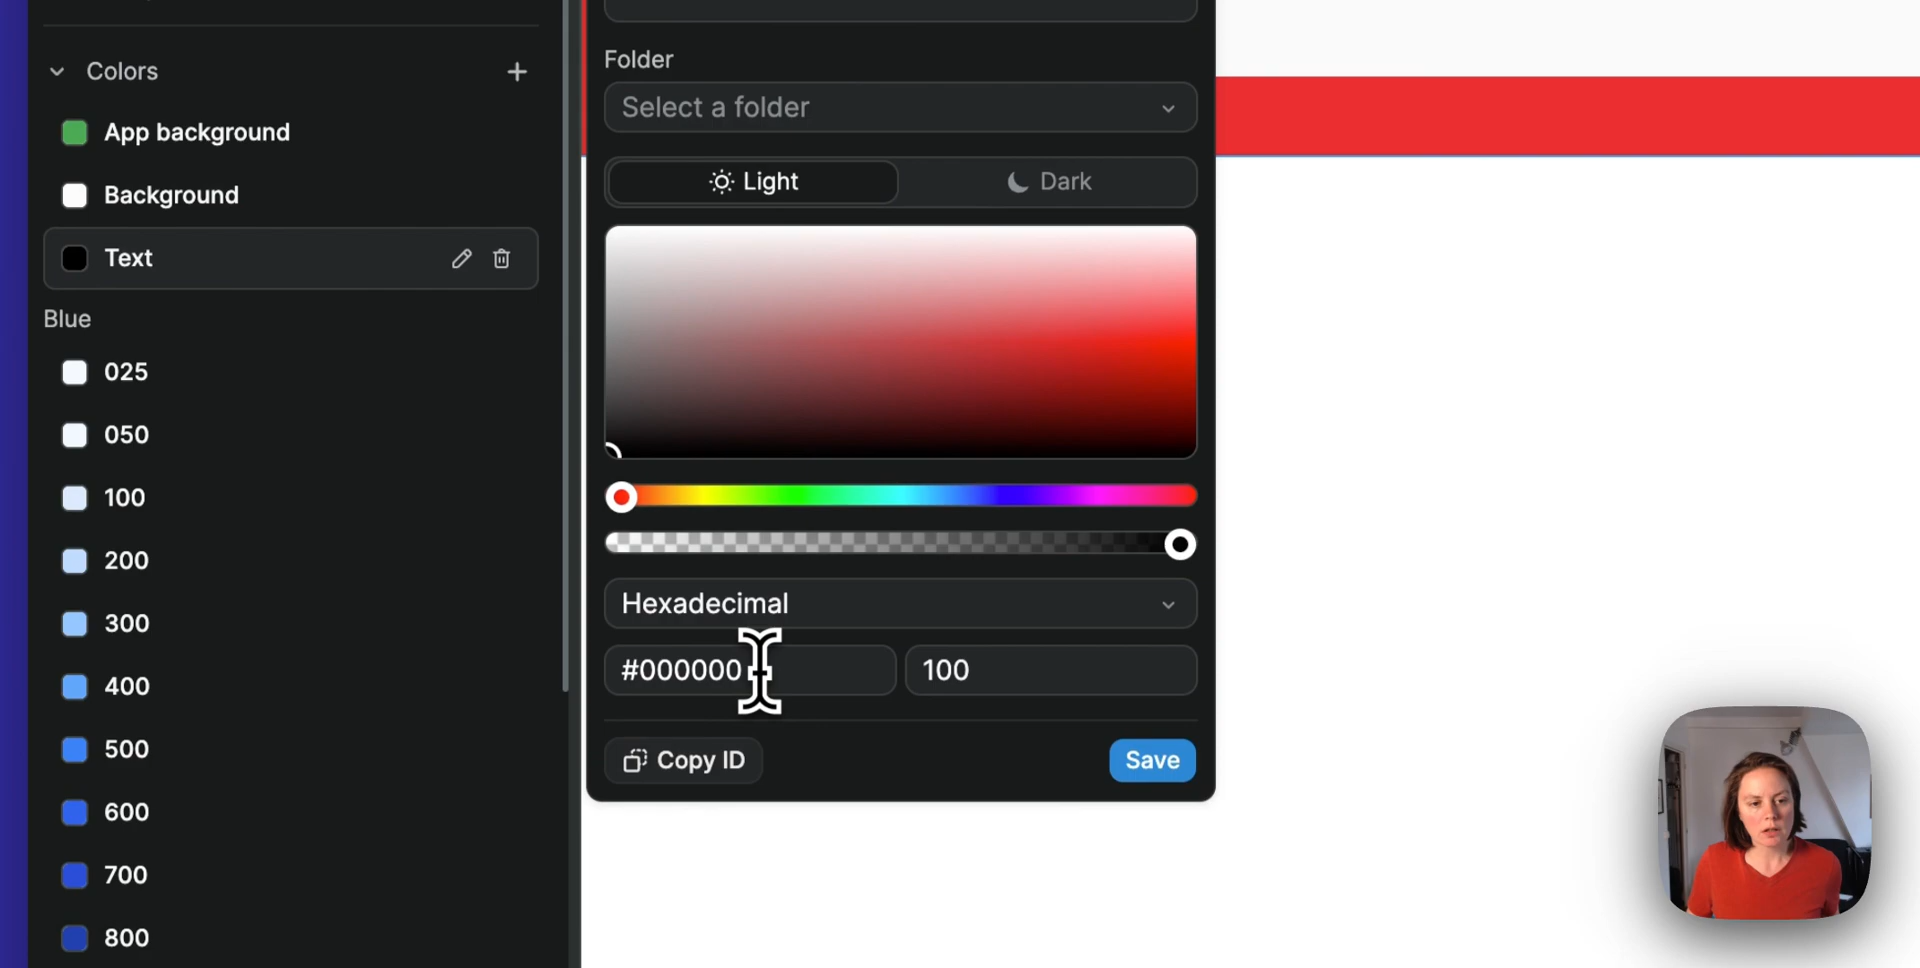 Colors
App background
Background
Text
Blue
025
050
100
200
300
400
500
600
700
800
Folder
Select a folder
Light
Dark
Hexadecimal
#000000
100
Copy ID
Save